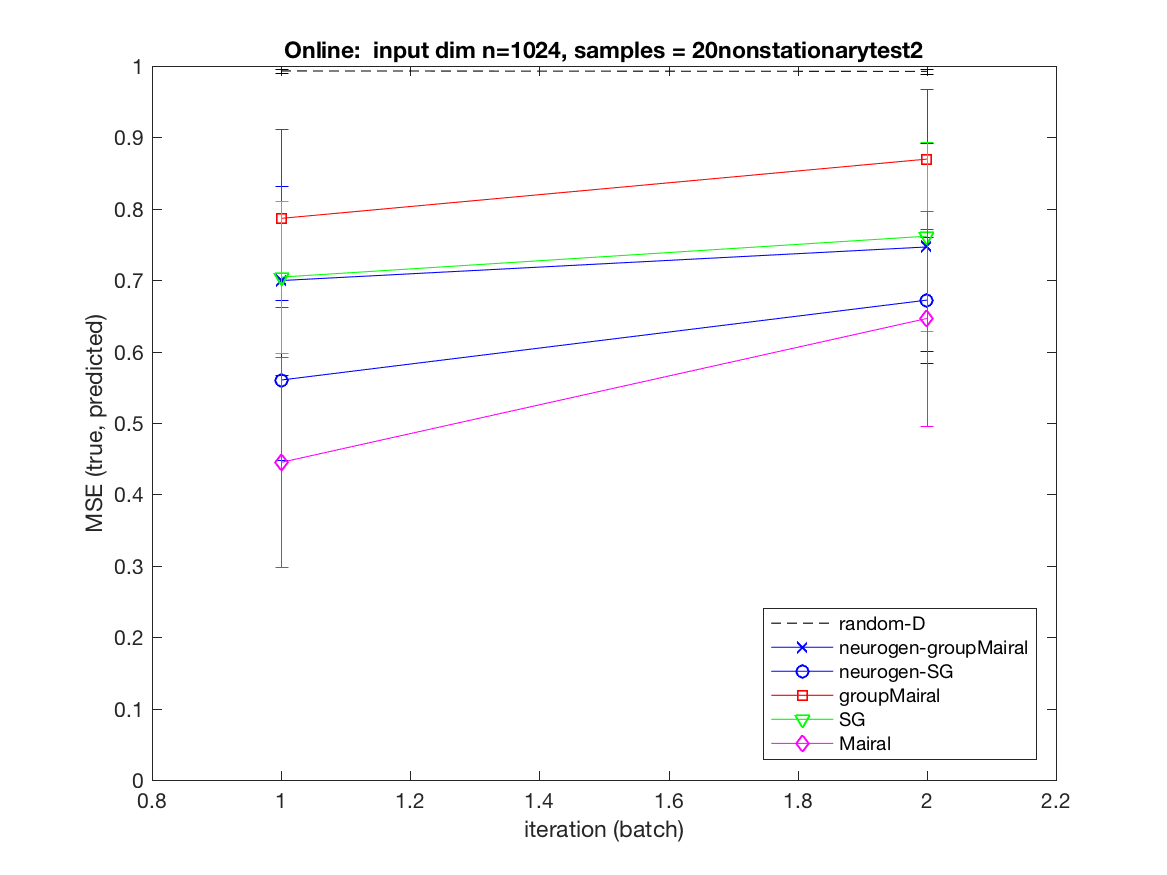 Online:  input dim n=1024, samples = 20nonstationarytest2
MSE (true, predicted)
1
0.9
0.8
0.7
0.6
0.5
0.4
0.3
0.2
0.1
0
0.8
1
1.2
1.4
1.6
1.8
2
2.2
iteration (batch)
random-D
neurogen-groupMairal
neurogen-SG
groupMairal
SG
Mairal